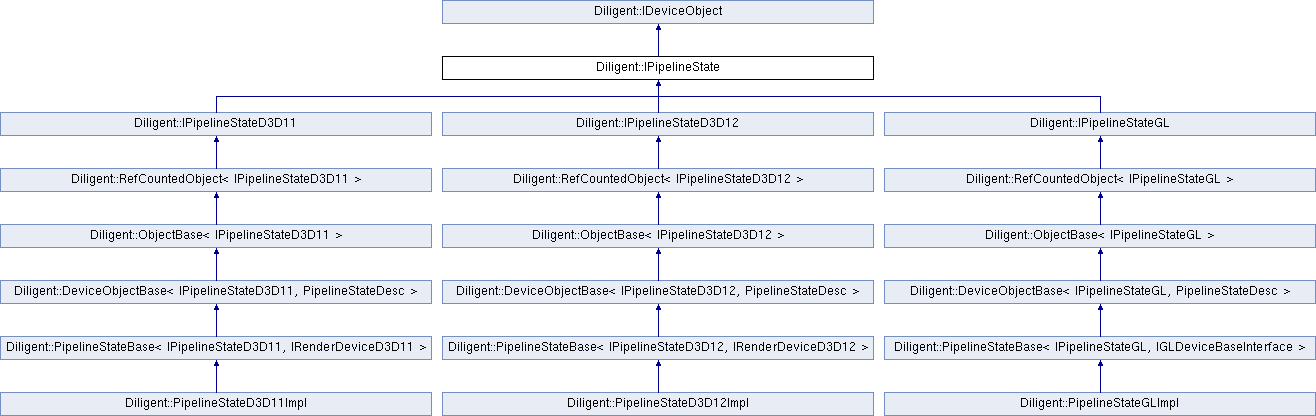 Diligent::IDeviceObject
Diligent::IPipelineState
Diligent::IPipelineStateD3D11
Diligent::IPipelineStateD3D12
Diligent::IPipelineStateGL
Diligent::RefCountedObject< IPipelineStateD3D11 >
Diligent::RefCountedObject< IPipelineStateD3D12 >
Diligent::RefCountedObject< IPipelineStateGL >
Diligent::ObjectBase< IPipelineStateD3D11 >
Diligent::ObjectBase< IPipelineStateD3D12 >
Diligent::ObjectBase< IPipelineStateGL >
Diligent::DeviceObjectBase< IPipelineStateD3D11, PipelineStateDesc >
Diligent::DeviceObjectBase< IPipelineStateD3D12, PipelineStateDesc >
Diligent::DeviceObjectBase< IPipelineStateGL, PipelineStateDesc >
Diligent::PipelineStateBase< IPipelineStateD3D11, IRenderDeviceD3D11 >
Diligent::PipelineStateBase< IPipelineStateD3D12, IRenderDeviceD3D12 >
Diligent::PipelineStateBase< IPipelineStateGL, IGLDeviceBaseInterface >
Diligent::PipelineStateD3D11Impl
Diligent::PipelineStateD3D12Impl
Diligent::PipelineStateGLImpl